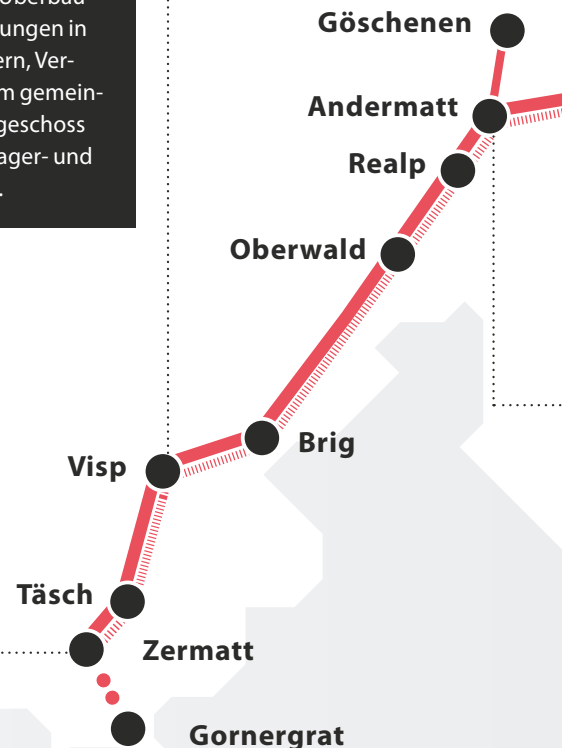 ungen in
ern, Ver-
m gemein-
geschoss
ager- und
.
Göschenen
Andermatt
Realp
Oberwald
Brig
Visp
Täsch
Zermatt
Gornergrat